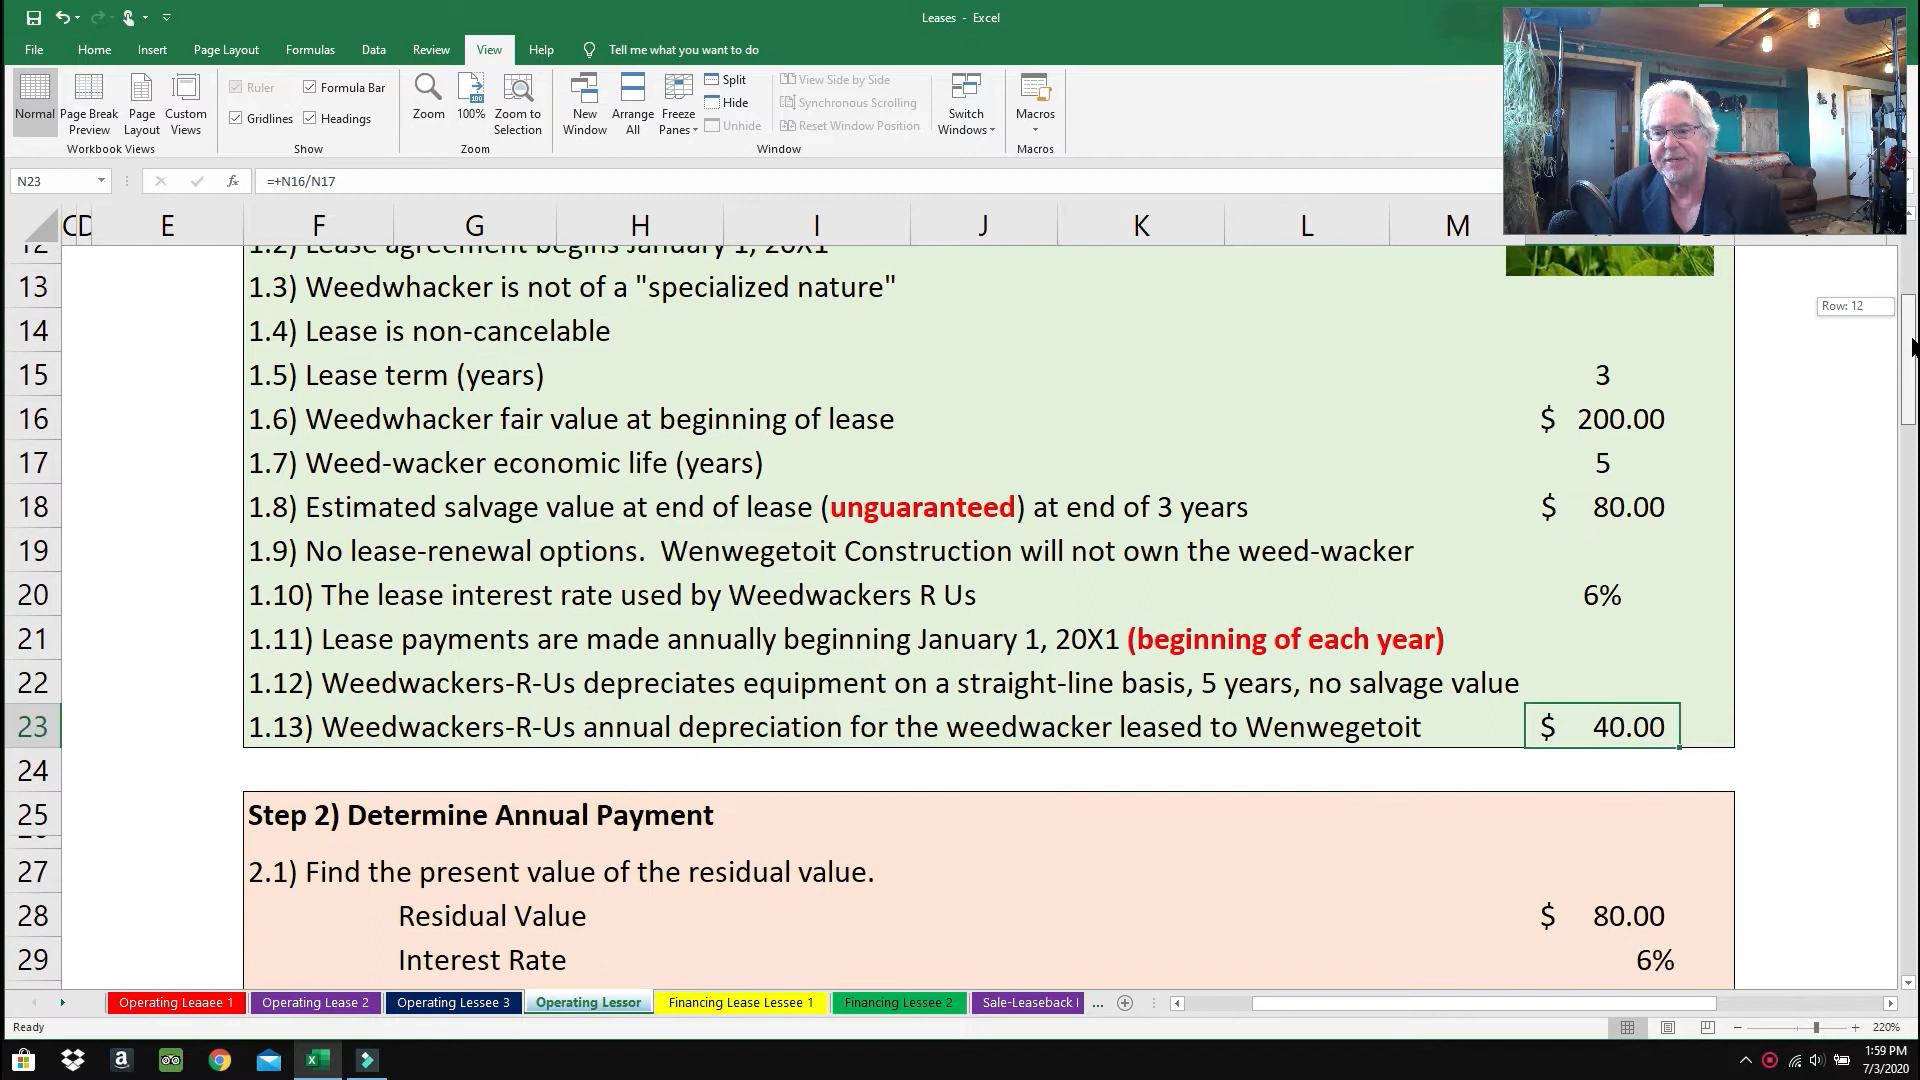 Leases - Excel
File Home Insert Page Layout Formulas Data Review View Help Tell me what you want to do
Normal Page Break Preview Page Layout Custom Views
Workbook Views
Ruler Formula Bar
Gridlines Headings
Show
Zoom 100% Zoom to Selection
Zoom
New Window Arrange All Freeze Panes
Split
Hide
Unhide
View Side by Side
Synchronous Scrolling
Reset Window Position
Switch Windows
Window
Macros
Macros
N23 fx =+N16/N17
C D E F G H I J K L M
12 1.2) Lease agreement begins January 1, 20X1
13 1.3) Weedwhacker is not of a "specialized nature"
Row: 12
14 1.4) Lease is non-cancelable
15 1.5) Lease term (years) 3
16 1.6) Weedwhacker fair value at beginning of lease $ 200.00
17 1.7) Weed-wacker economic life (years) 5
18 1.8) Estimated salvage value at end of lease (unguaranteed) at end of 3 years $ 80.00
19 1.9) No lease-renewal options. Wenwegetoit Construction will not own the weed-wacker
20 1.10) The lease interest rate used by Weedwackers R Us 6%
21 1.11) Lease payments are made annually beginning January 1, 20X1 (beginning of each year)
22 1.12) Weedwackers-R-Us depreciates equipment on a straight-line basis, 5 years, no salvage value
23 1.13) Weedwackers-R-Us annual depreciation for the weedwacker leased to Wenwegetoit $ 40.00
24
25 Step 2) Determine Annual Payment
27 2.1) Find the present value of the residual value.
28 Residual Value $ 80.00
29 Interest Rate 6%
Operating Leaaee 1 Operating Lease 2 Operating Lessee 3 Operating Lessor Financing Lease Lessee 1 Financing Lessee 2 Sale-Leaseback I ...
Ready 220%
1:59 PM
7/3/2020